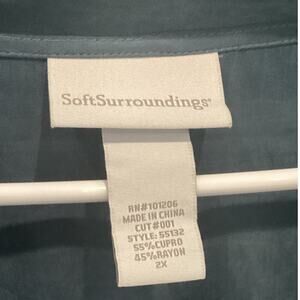 SoftSurroundings®
RN#101206
MADE IN CHINA
CUT#001
STYLE: 55132
55%CUPRO
45%RAYON
2X